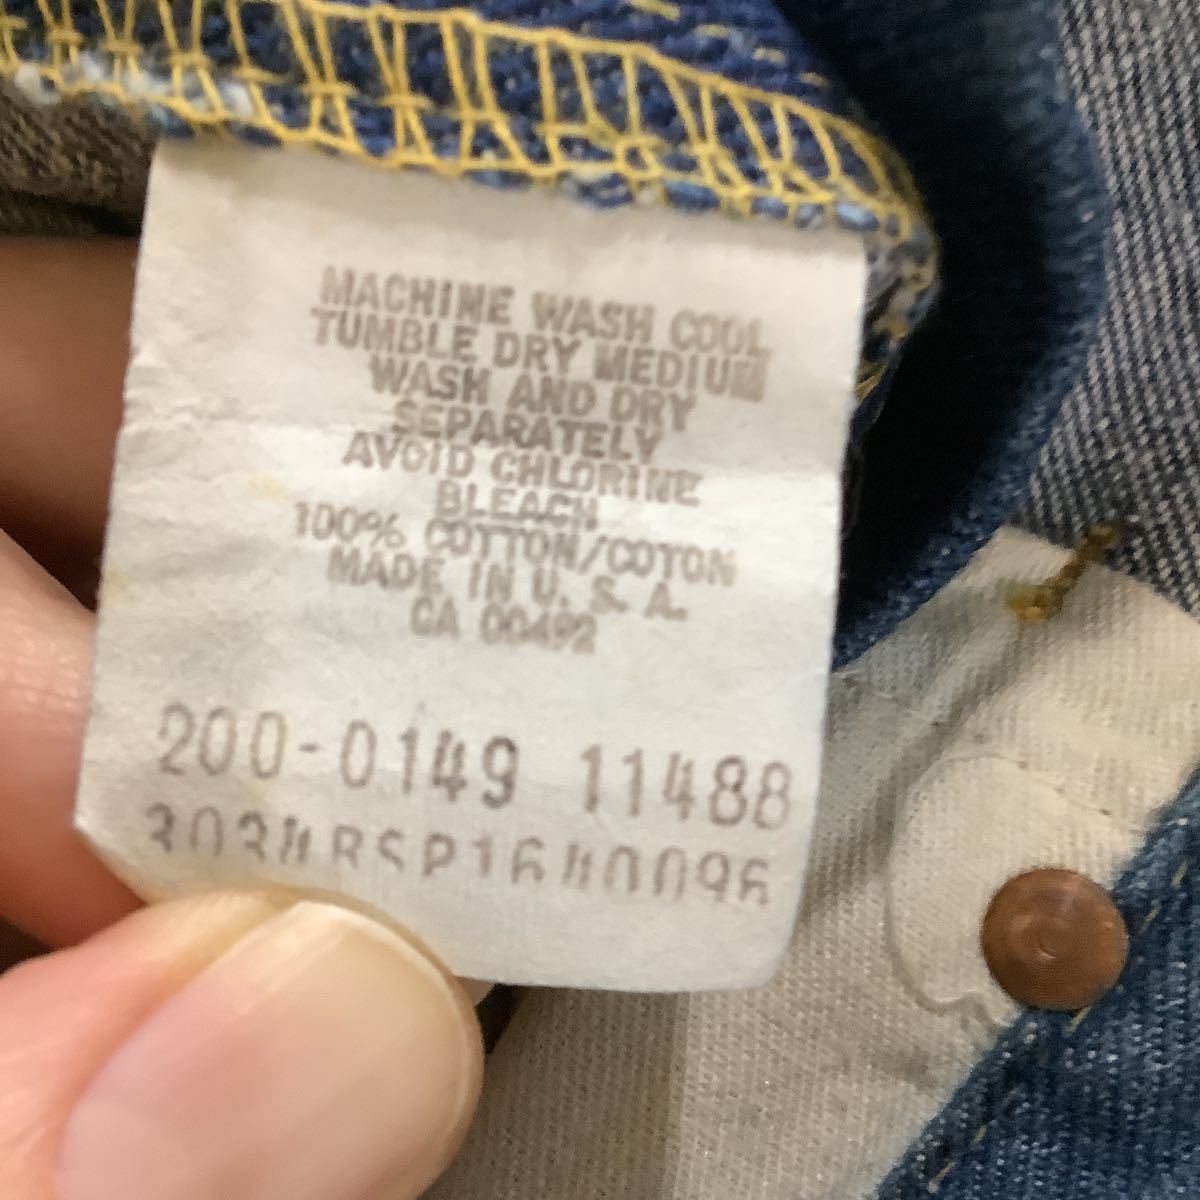 MACHINE WASH COOL
TUMBLE DRY MEDIUM
WASH AND DRY
SEPARATELY
AVOID CHLORINE
BLEACH
100% COTTON/COTON
MADE IN U. S. A.
CA 00492
200-0149 11488
3034RSP1640096